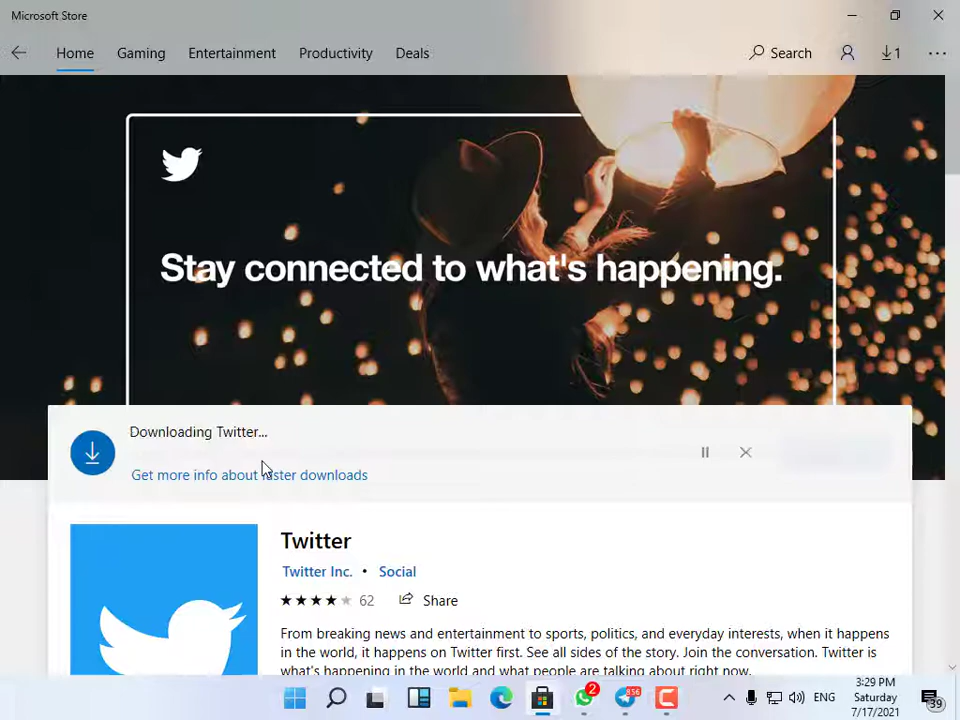 Microsoft Store
Home Gaming Entertainment Productivity Deals Search 1
Stay connected to what's happening.
Downloading Twitter...
Get more info about faster downloads
Twitter
Twitter Inc. • Social
62 Share
From breaking news and entertainment to sports, politics, and everyday interests, when it happens
in the world, it happens on Twitter first. See all sides of the story. Join the conversation. Twitter is
what's happening in the world and what people are talking about right now.
2
856
ENG
3:29 PM
Saturday
7/17/2021
39